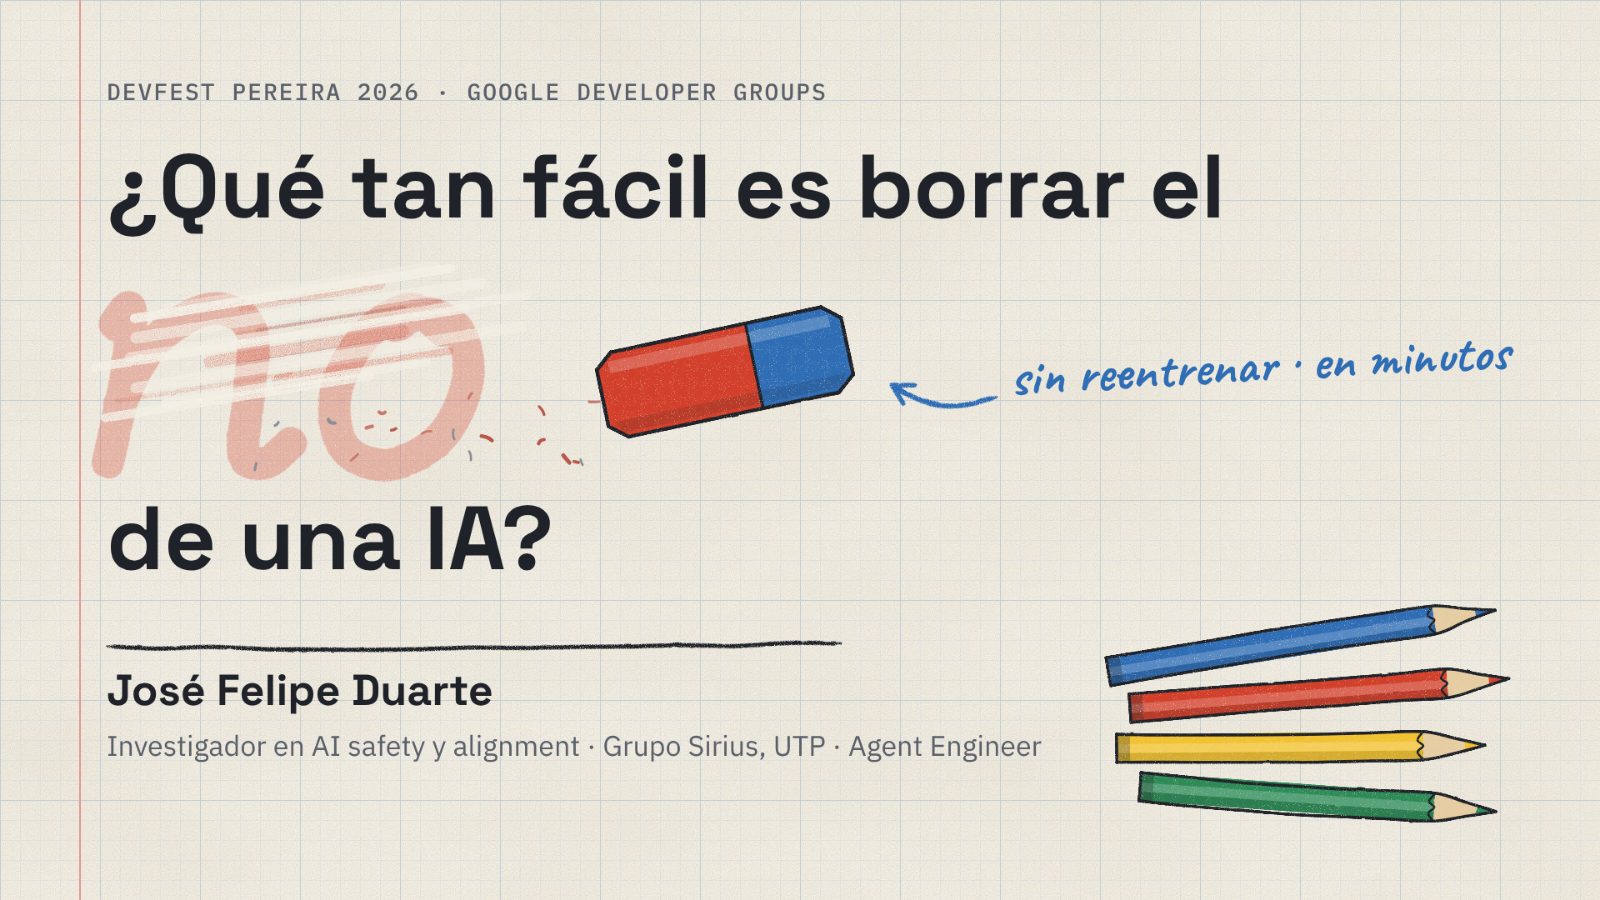 DEVFEST PEREIRA 2026 · GOOGLE DEVELOPER GROUPS
¿Qué tan fácil es borrar el
no
sin reentrenar · en minutos
de una IA?
José Felipe Duarte
Investigador en AI safety y alignment · Grupo Sirius, UTP · Agent Engineer